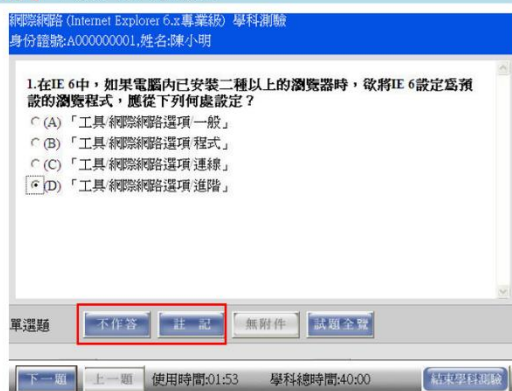 網際網路 (Internet Explorer 6.x專業級) 學科測驗
身份證號:A000000001,姓名:陳小明
1.在IE 6中，如果電腦內已安裝二種以上的瀏覽器時，欲將IE 6設定為預
設的瀏覽程式，應從下列何處設定？
(A) 「工具/網際網路選項/一般」
(B) 「工具/網際網路選項/程式」
(C) 「工具/網際網路選項/連線」
(D) 「工具/網際網路選項/進階」
單選題 不作答 註 記 無附件 試題全覽
下一題 上一題 使用時間:01:53 學科總時間:40:00 結束學科測驗